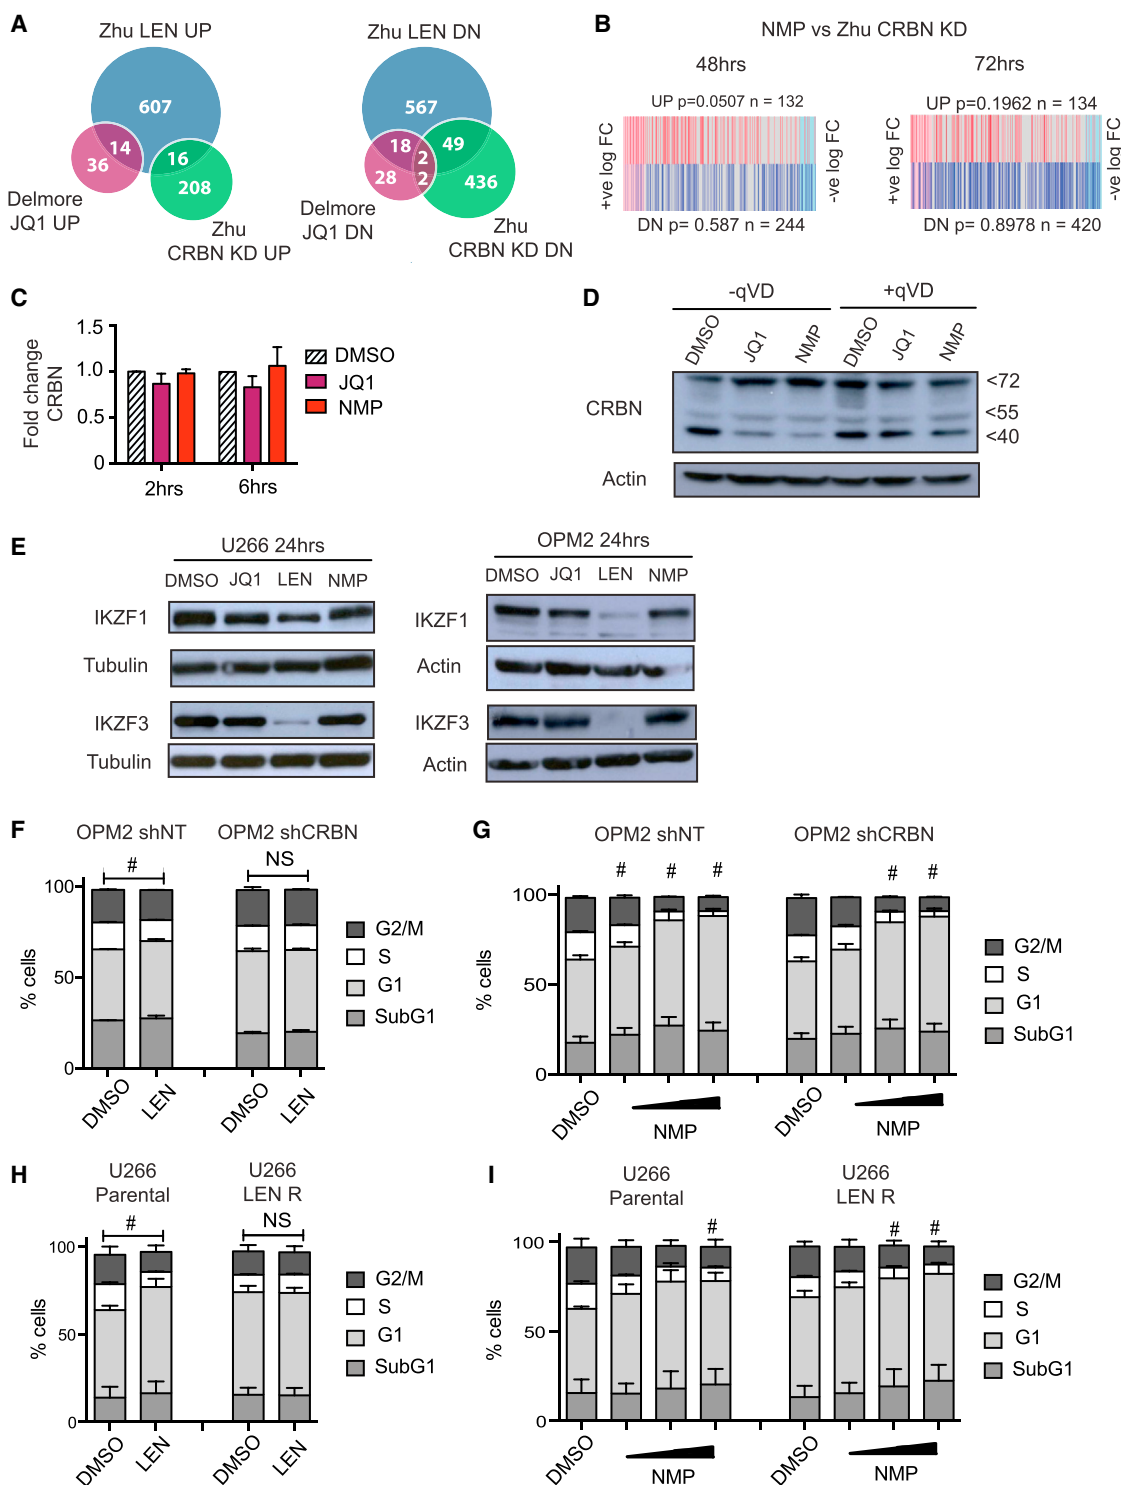 A
Zhu LEN UP
607
14
36
16
208
Delmore
JQ1 UP
Zhu
CRBN KD UP
Zhu LEN DN
567
18
49
2
2
28
436
Delmore
JQ1 DN
Zhu
CRBN KD DN
B
NMP vs Zhu CRBN KD
48hrs
72hrs
UP p=0.0507 n = 132
UP p=0.1962 n = 134
+ve log FC
-ve log FC
+ve log FC
-ve log FC
DN p= 0.587 n = 244
DN p= 0.8978 n = 420
C
Fold change
CRBN
1.5
1.0
0.5
0
2hrs
6hrs
DMSO
JQ1
NMP
D
-qVD
+qVD
DMSO
JQ1
NMP
DMSO
JQ1
NMP
CRBN
<72
<55
<40
Actin
E
U266 24hrs
DMSO JQ1 LEN NMP
IKZF1
Tubulin
IKZF3
Tubulin
OPM2 24hrs
DMSO JQ1 LEN NMP
IKZF1
Actin
IKZF3
Actin
F
OPM2 shNT
OPM2 shCRBN
#
NS
% cells
100
50
0
DMSO
LEN
DMSO
LEN
G2/M
S
G1
SubG1
G
OPM2 shNT
OPM2 shCRBN
# # #
# #
% cells
100
50
0
DMSO
NMP
DMSO
NMP
G2/M
S
G1
SubG1
H
U266
Parental
U266
LEN R
#
NS
% cells
100
50
0
DMSO
LEN
DMSO
LEN
G2/M
S
G1
SubG1
I
U266
Parental
U266
LEN R
#
# #
% cells
100
50
0
DMSO
NMP
DMSO
NMP
G2/M
S
G1
SubG1